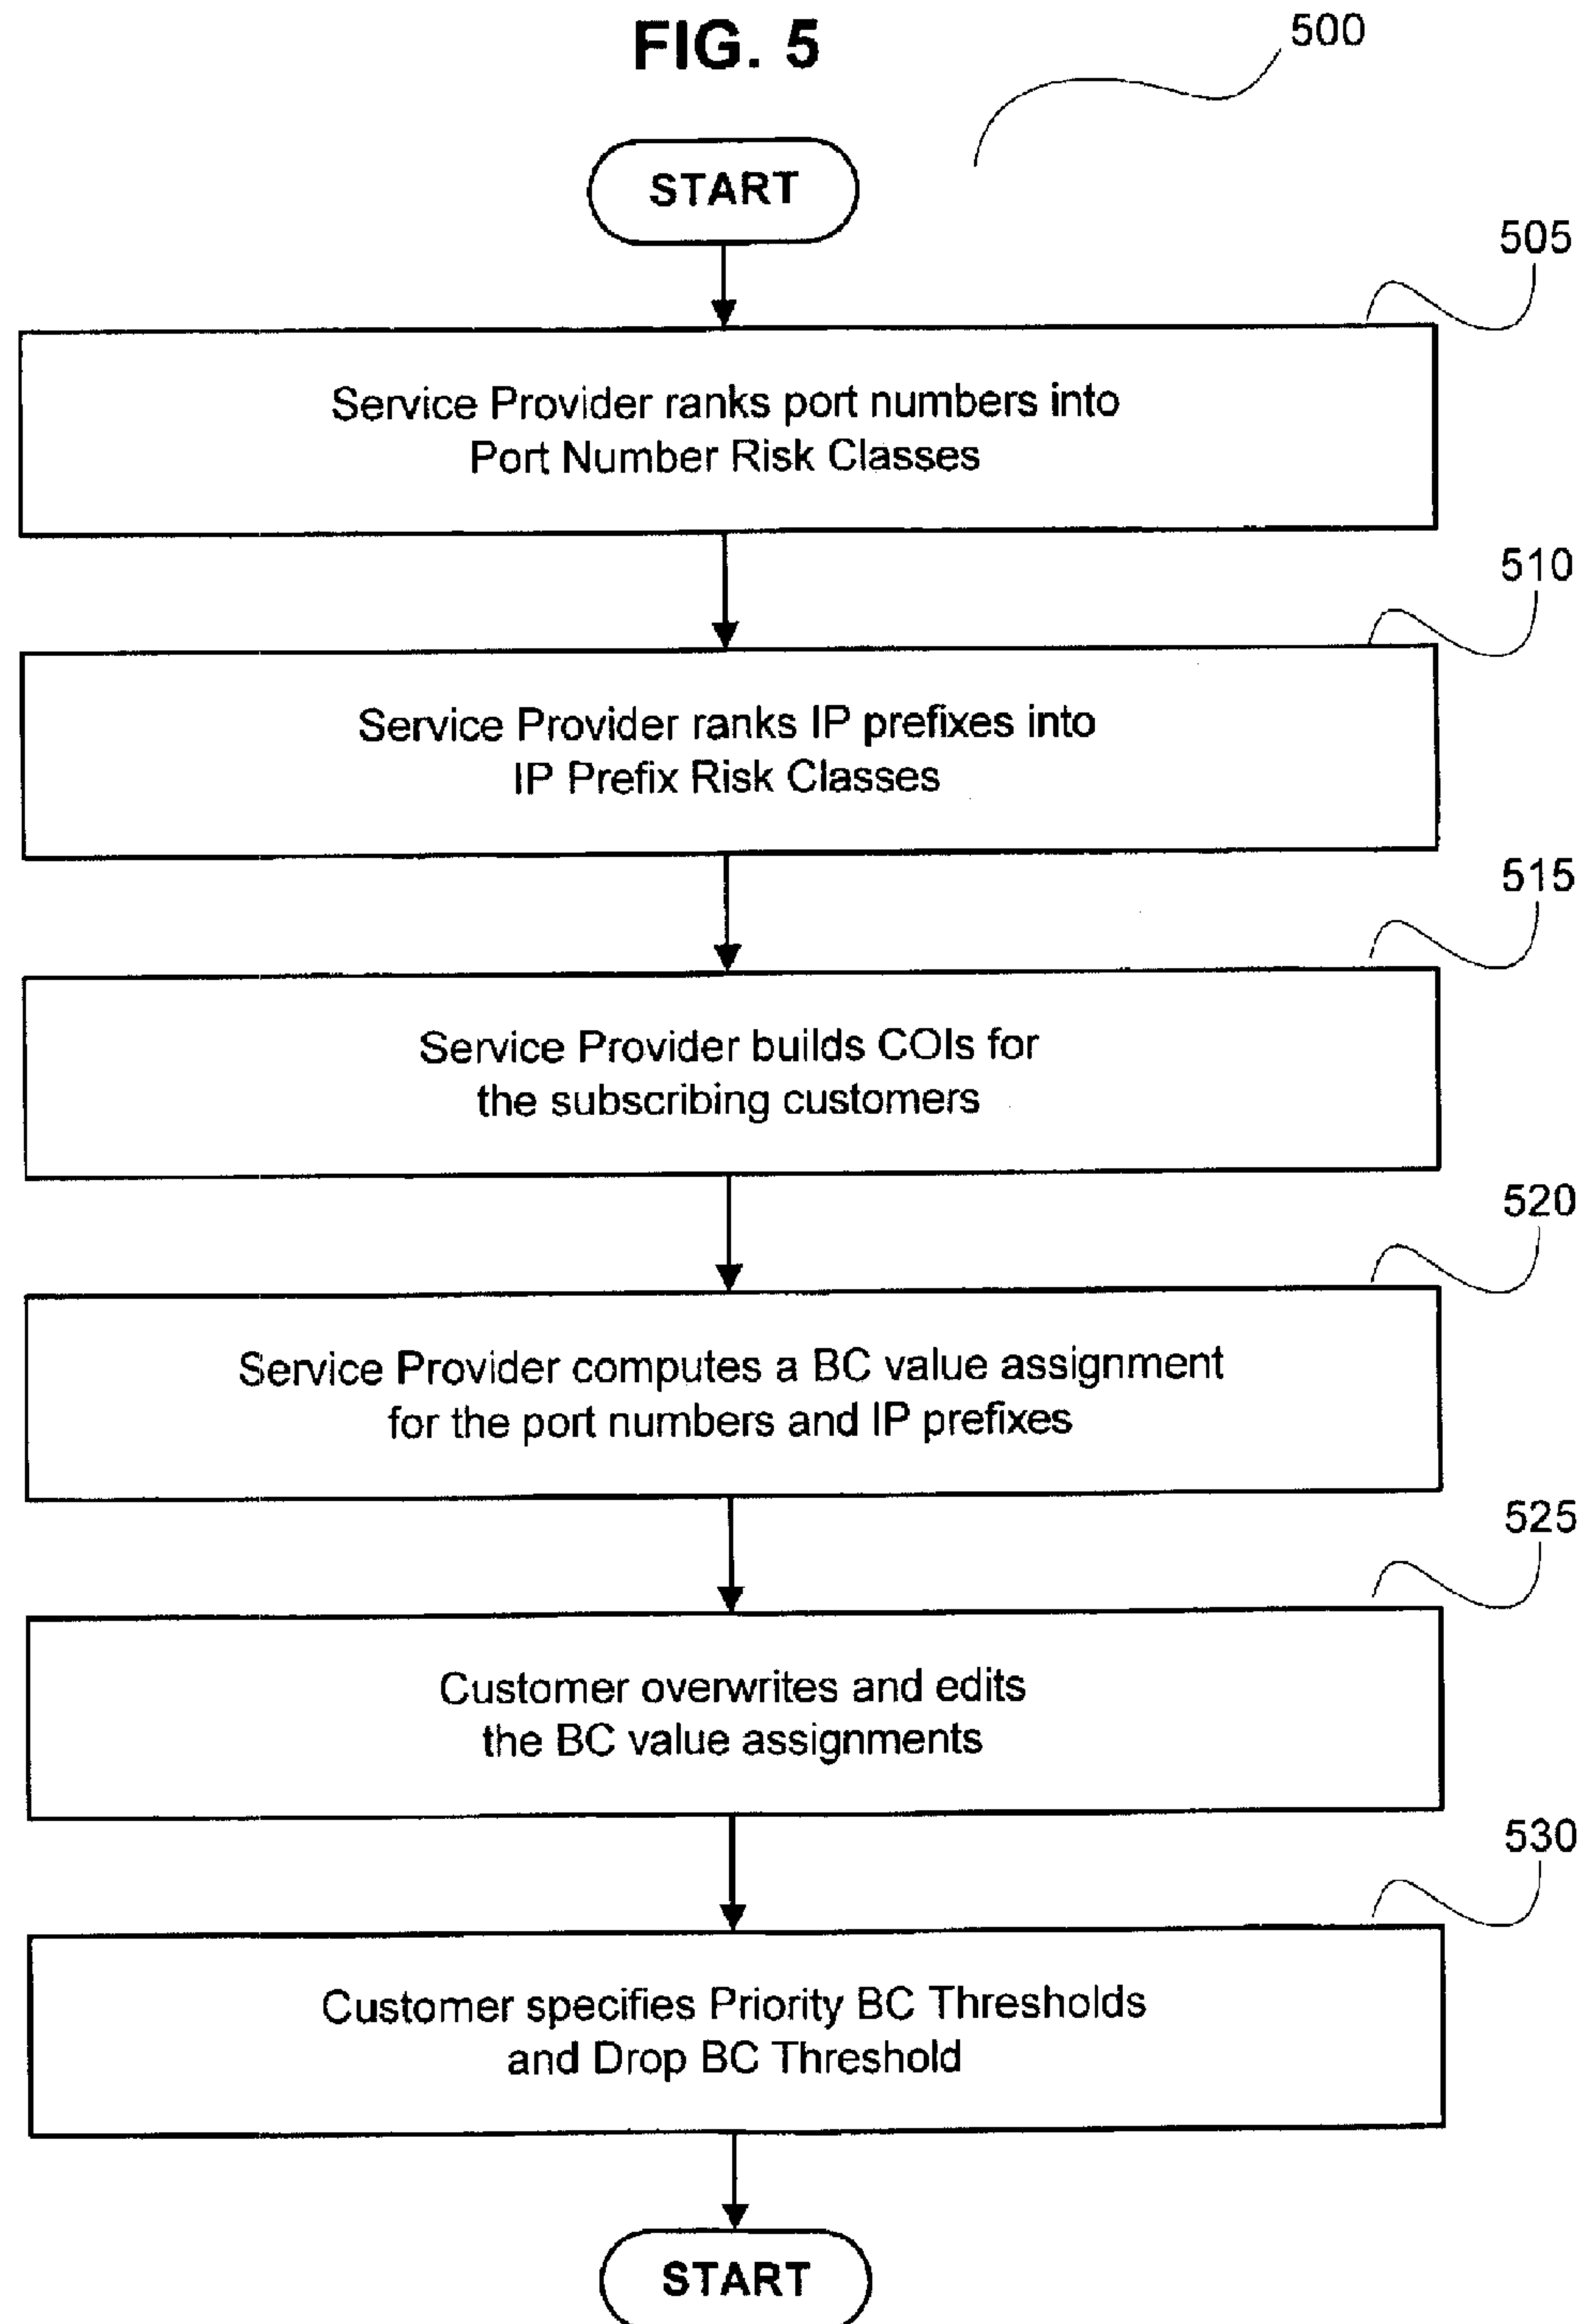 FIG. 5
500
START
505
Service Provider ranks port numbers into
Port Number Risk Classes
510
Service Provider ranks IP prefixes into
IP Prefix Risk Classes
515
Service Provider builds COIs for
the subscribing customers
520
Service Provider computes a BC value assignment
for the port numbers and IP prefixes
525
Customer overwrites and edits
the BC value assignments
530
Customer specifies Priority BC Thresholds
and Drop BC Threshold
START